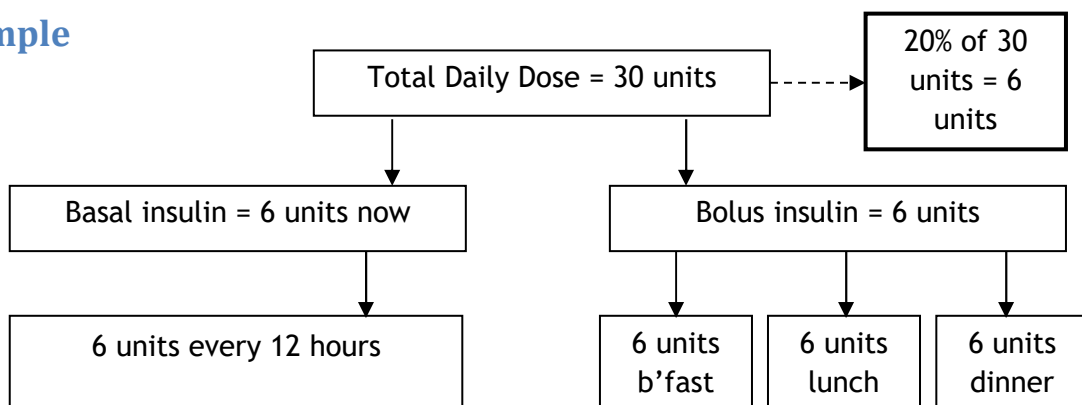 mple
Total Daily Dose = 30 units
20% of 30
units = 6
units
Basal insulin = 6 units now
Bolus insulin = 6 units
6 units every 12 hours
6 units
b’fast
6 units
lunch
6 units
dinner